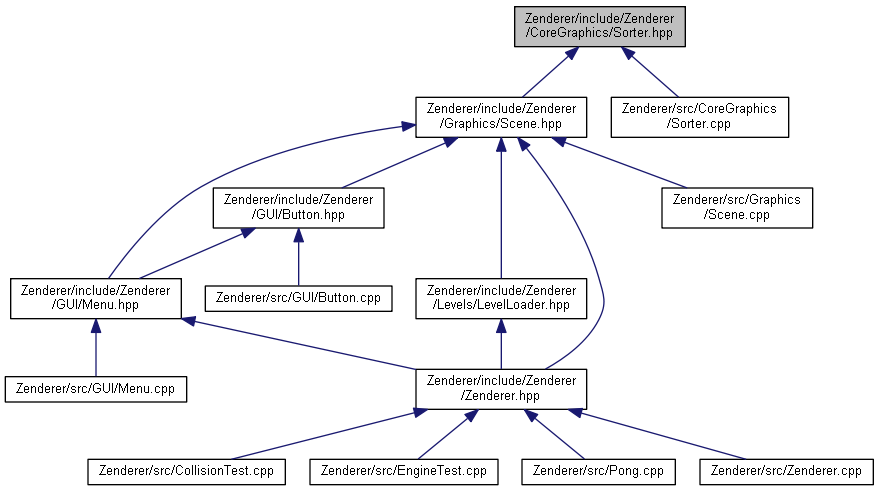 Zenderer/include/Zenderer
/CoreGraphics/Sorter.hpp
Zenderer/include/Zenderer
/Graphics/Scene.hpp
Zenderer/src/CoreGraphics
/Sorter.cpp
Zenderer/include/Zenderer
/GUI/Button.hpp
Zenderer/src/Graphics
/Scene.cpp
Zenderer/include/Zenderer
/GUI/Menu.hpp
Zenderer/src/GUI/Button.cpp
Zenderer/include/Zenderer
/Levels/LevelLoader.hpp
Zenderer/src/GUI/Menu.cpp
Zenderer/include/Zenderer
/Zenderer.hpp
Zenderer/src/CollisionTest.cpp
Zenderer/src/EngineTest.cpp
Zenderer/src/Pong.cpp
Zenderer/src/Zenderer.cpp